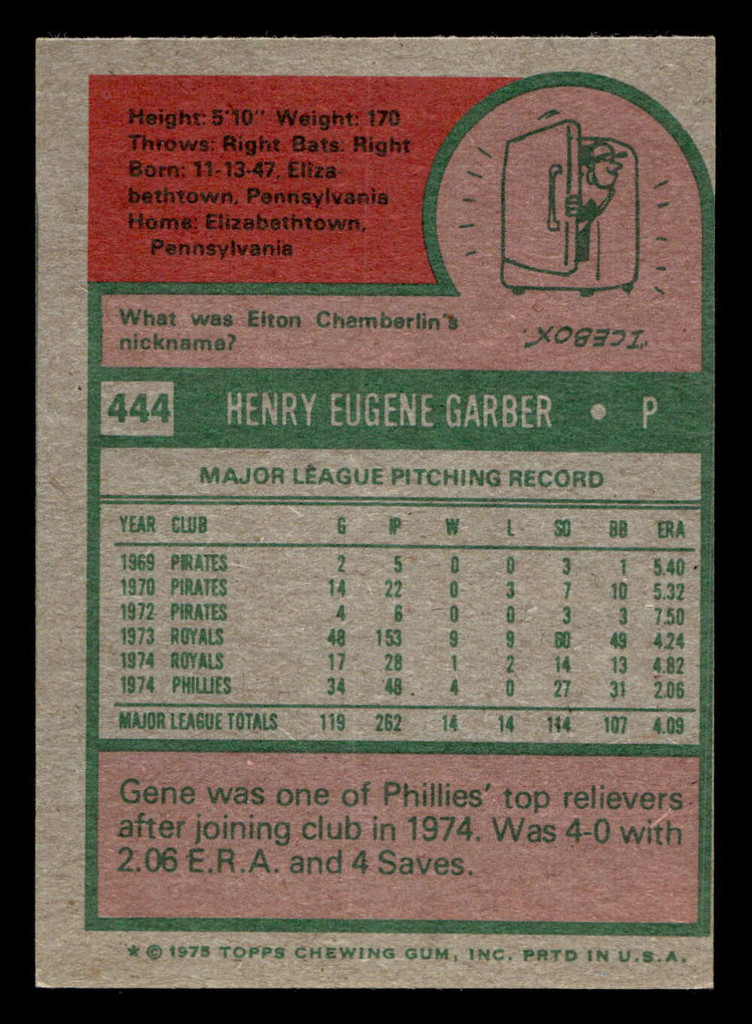 Height: 5'10" Weight: 170
Throws: Right Bats: Right
Born: 11-13-47, Eliza
bethtown, Pennsylvania
Home: Elizabethtown,
Pennsylvania
What was Elton Chamberlin's
nickname?
"ICEBOX".
444 HENRY EUGENE GARBER • P
MAJOR LEAGUE PITCHING RECORD
YEAR CLUB G IP W L SO BB ERA
1969 PIRATES 2 5 0 0 3 1 5.40
1970 PIRATES 14 22 0 3 7 10 5.32
1972 PIRATES 4 6 0 0 3 3 7.50
1973 ROYALS 48 153 9 9 60 49 4.24
1974 ROYALS 17 28 1 2 14 13 4.82
1974 PHILLIES 34 48 4 0 27 31 2.06
MAJOR LEAGUE TOTALS 119 262 14 14 114 107 4.09
Gene was one of Phillies' top relievers
after joining club in 1974. Was 4-0 with
2.06 E.R.A. and 4 Saves.
* © 1975 TOPPS CHEWING GUM, INC. PRTD IN U.S.A.